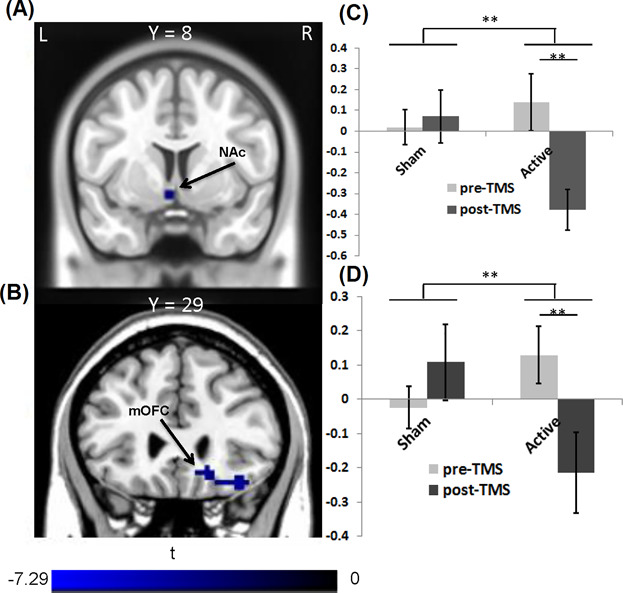 (A)
L Y = 8 R
NAc
(B)
Y = 29
mOFC
t
-7.29 0
(C)
**
**
0.4
0.3
0.2
0.1
0
-0.1
-0.2
-0.3
-0.4
-0.5
-0.6
Sham Active
pre-TMS
post-TMS
(D)
**
**
0.3
0.2
0.1
0
-0.1
-0.2
-0.3
-0.4
Sham Active
pre-TMS
post-TMS